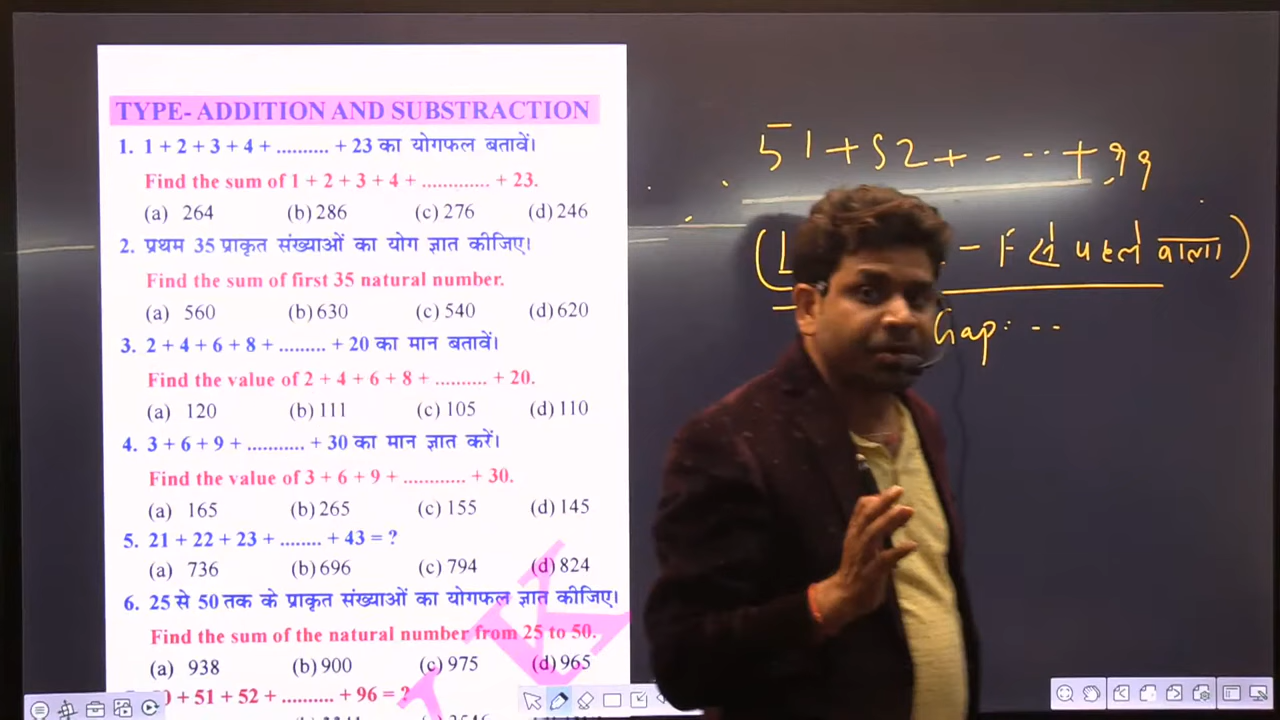 TYPE- ADDITION AND SUBSTRACTION
1. 1 + 2 + 3 + 4 + .......... + 23 का योगफल बतावें।
Find the sum of 1 + 2 + 3 + 4 + ............. + 23.
(a) 264 (b) 286 (c) 276 (d) 246
2. प्रथम 35 प्राकृत संख्याओं का योग ज्ञात कीजिए।
Find the sum of first 35 natural number.
(a) 560 (b) 630 (c) 540 (d) 620
3. 2 + 4 + 6 + 8 + ......... + 20 का मान बतावें।
Find the value of 2 + 4 + 6 + 8 + .......... + 20.
(a) 120 (b) 111 (c) 105 (d) 110
4. 3 + 6 + 9 + ........... + 30 का मान ज्ञात करें।
Find the value of 3 + 6 + 9 + ............ + 30.
(a) 165 (b) 265 (c) 155 (d) 145
5. 21 + 22 + 23 + ........ + 43 = ?
(a) 736 (b) 696 (c) 794 (d) 824
6. 25 से 50 तक के प्राकृत संख्याओं का योगफल ज्ञात कीजिए।
Find the sum of the natural number from 25 to 50.
(a) 938 (b) 900 (c) 975 (d) 965
+ 51 + 52 + .......... + 96 = ?
51 + 52 + - - -- + 99
(L - F से पहले वाला)
Gap: --